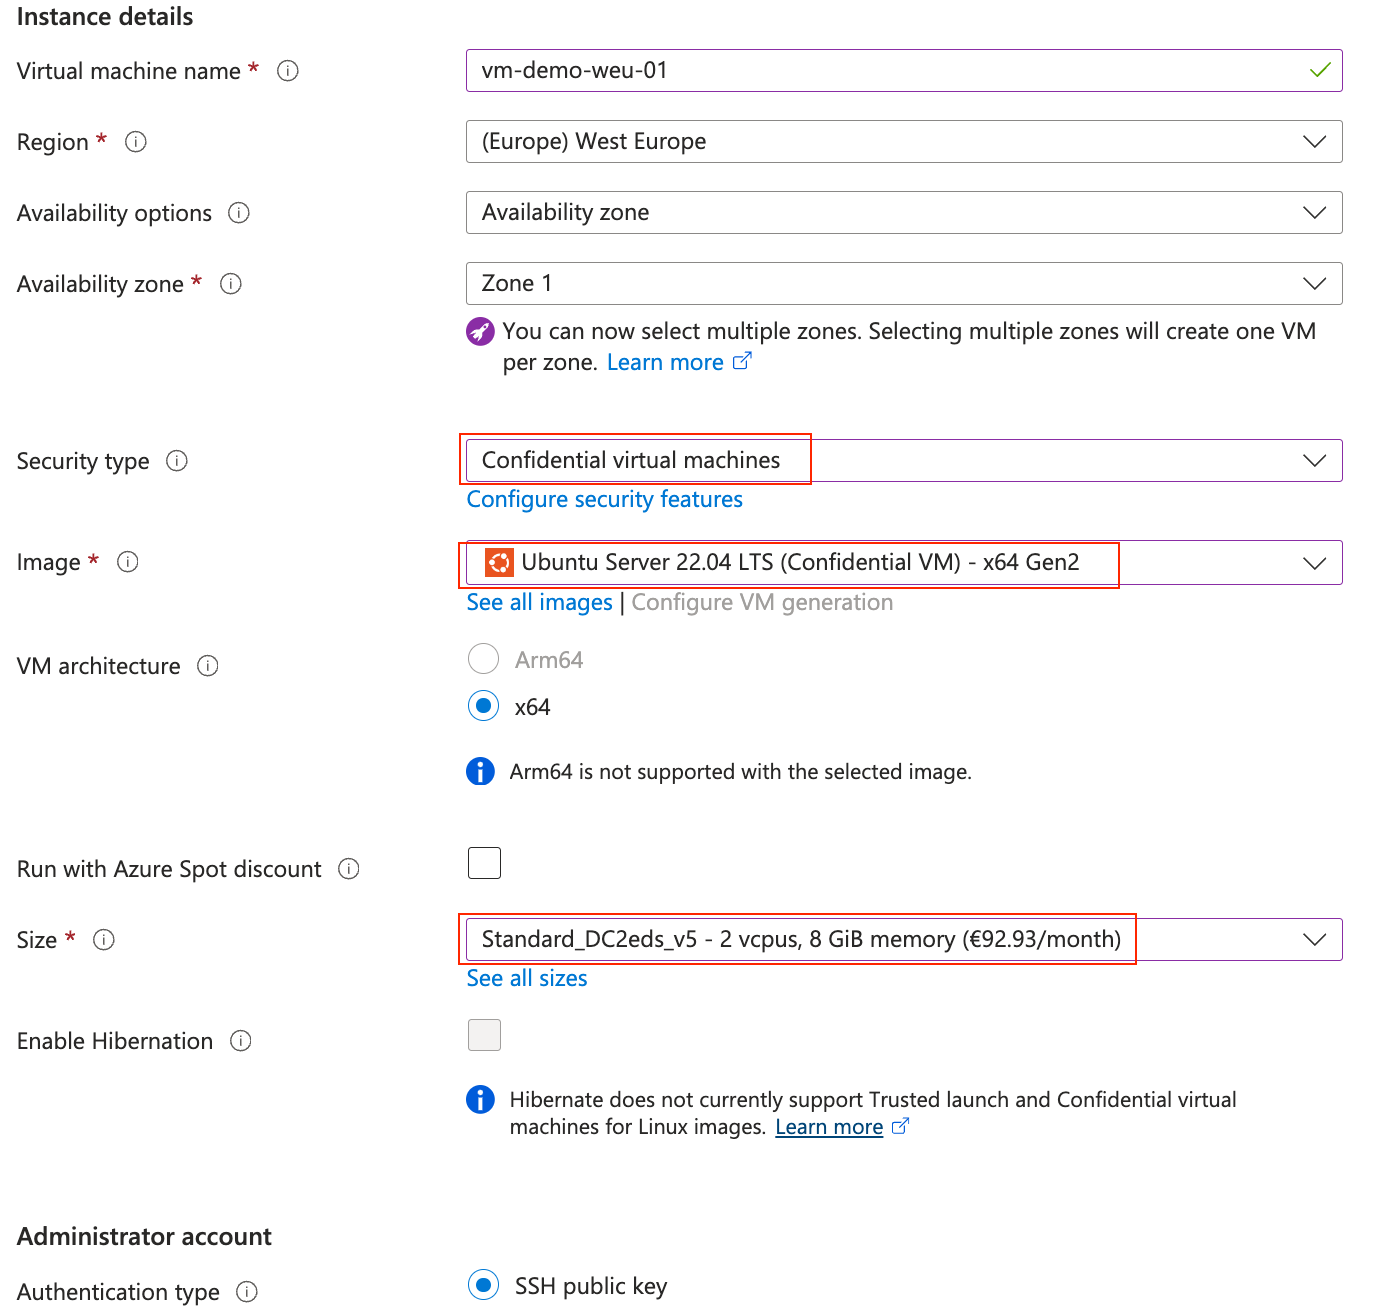 Instance details
Virtual machine name *
vm-demo-weu-01
Region *
(Europe) West Europe
Availability options
Availability zone
Availability zone *
Zone 1
You can now select multiple zones. Selecting multiple zones will create one VM
per zone. Learn more
Security type
Confidential virtual machines
Configure security features
Image *
Ubuntu Server 22.04 LTS (Confidential VM) - x64 Gen2
See all images | Configure VM generation
VM architecture
Arm64
x64
Arm64 is not supported with the selected image.
Run with Azure Spot discount
Size *
Standard_DC2eds_v5 - 2 vcpus, 8 GiB memory (€92.93/month)
See all sizes
Enable Hibernation
Hibernate does not currently support Trusted launch and Confidential virtual
machines for Linux images. Learn more
Administrator account
Authentication type
SSH public key